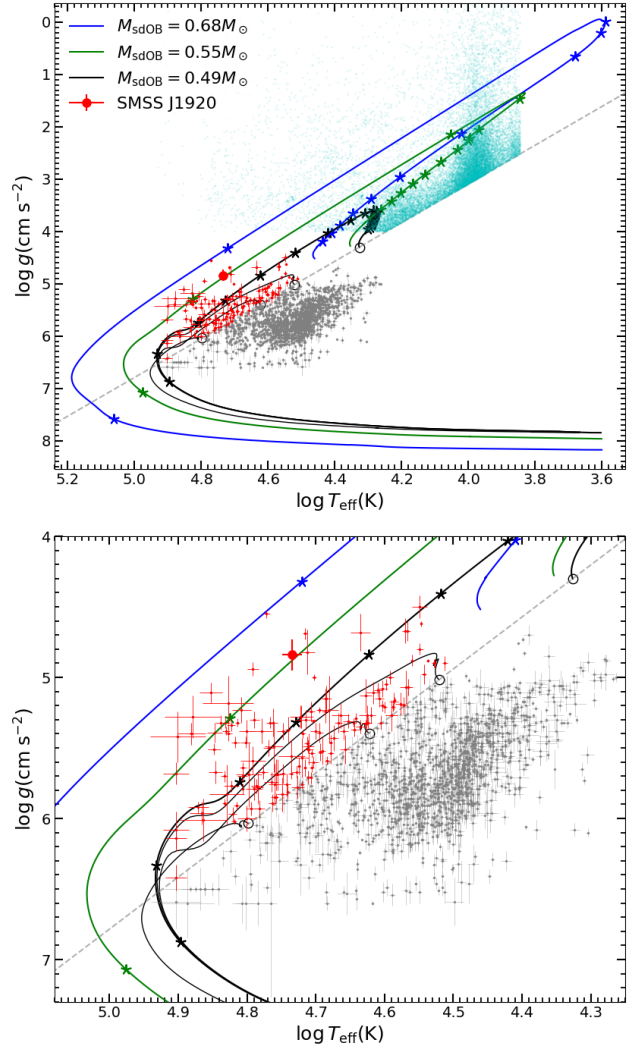 0
1
2
3
4
5
6
7
8
log g(cm s⁻²)
M_sdOB = 0.68M_⊙
M_sdOB = 0.55M_⊙
M_sdOB = 0.49M_⊙
SMSS J1920
5.2 5.0 4.8 4.6 4.4 4.2 4.0 3.8 3.6
log T_eff(K)
4
5
6
7
log g(cm s⁻²)
5.0 4.9 4.8 4.7 4.6 4.5 4.4 4.3
log T_eff(K)